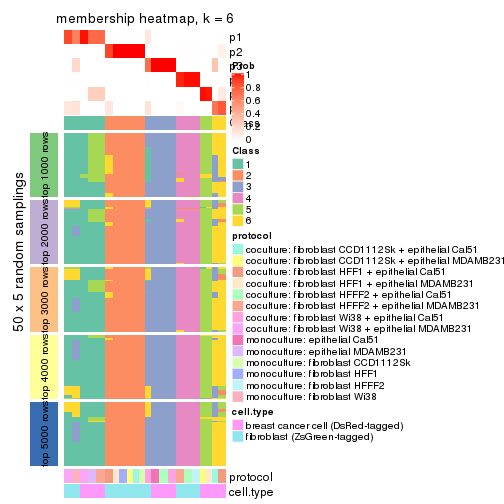 membership heatmap, k = 6
p1
p2
Prob
1
0.8
0.6
0.4
0.2
0
Class
1
2
3
4
5
6
50 x 5 random samplings
top 1000 rows
top 2000 rows
top 3000 rows
top 4000 rows
top 5000 rows
protocol
coculture: fibroblast CCD1112Sk + epithelial Cal51
coculture: fibroblast CCD1112Sk + epithelial MDAMB231
coculture: fibroblast HFF1 + epithelial Cal51
coculture: fibroblast HFF1 + epithelial MDAMB231
coculture: fibroblast HFFF2 + epithelial Cal51
coculture: fibroblast HFFF2 + epithelial MDAMB231
coculture: fibroblast Wi38 + epithelial Cal51
coculture: fibroblast Wi38 + epithelial MDAMB231
monoculture: epithelial Cal51
monoculture: epithelial MDAMB231
monoculture: fibroblast CCD1112Sk
monoculture: fibroblast HFF1
monoculture: fibroblast HFFF2
monoculture: fibroblast Wi38
cell.type
breast cancer cell (DsRed-tagged)
fibroblast (ZsGreen-tagged)
protocol
cell.type